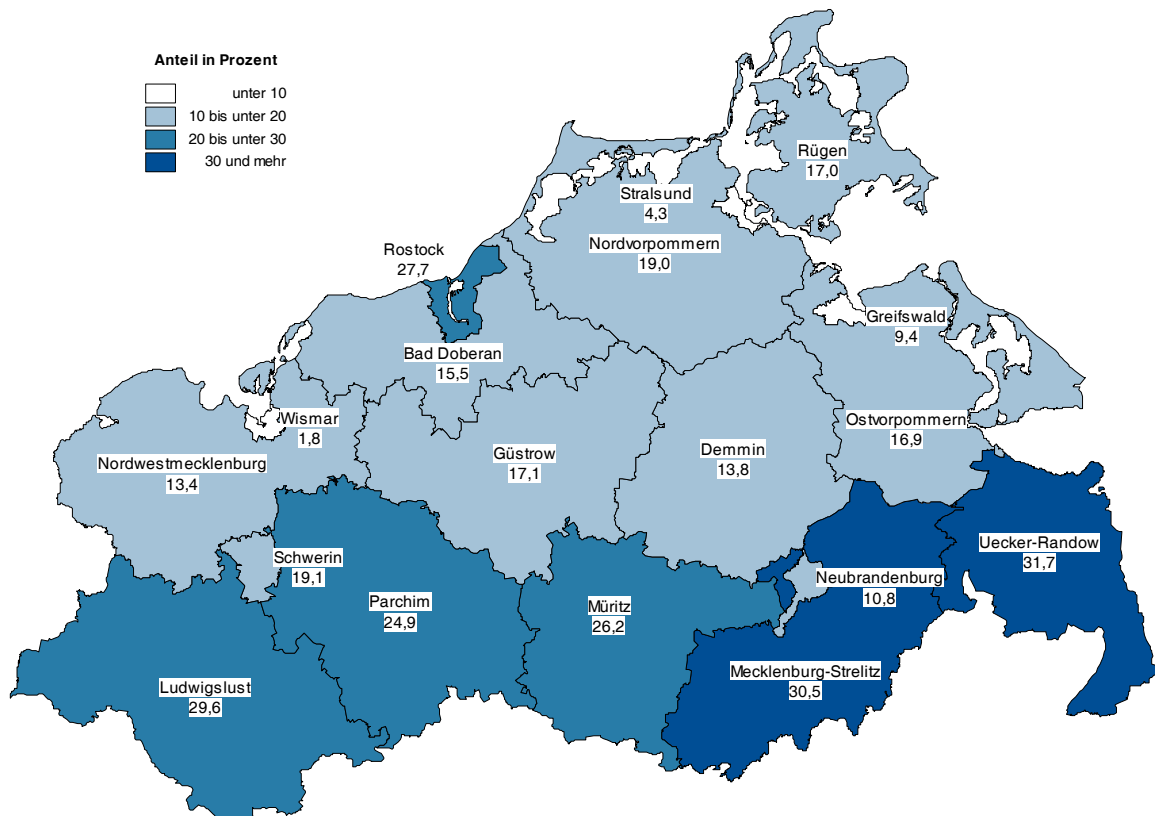 Anteil in Prozent
unter 10
10 bis unter 20
20 bis unter 30
30 und mehr
Rügen
17,0
Stralsund
4,3
Nordvorpommern
19,0
Rostock
27,7
Greifswald
9,4
Bad Doberan
15,5
Wismar
1,8
Ostvorpommern
16,9
Nordwestmecklenburg
13,4
Güstrow
17,1
Demmin
13,8
Uecker-Randow
31,7
Schwerin
19,1
Neubrandenburg
10,8
Parchim
24,9
Müritz
26,2
Mecklenburg-Strelitz
30,5
Ludwigslust
29,6